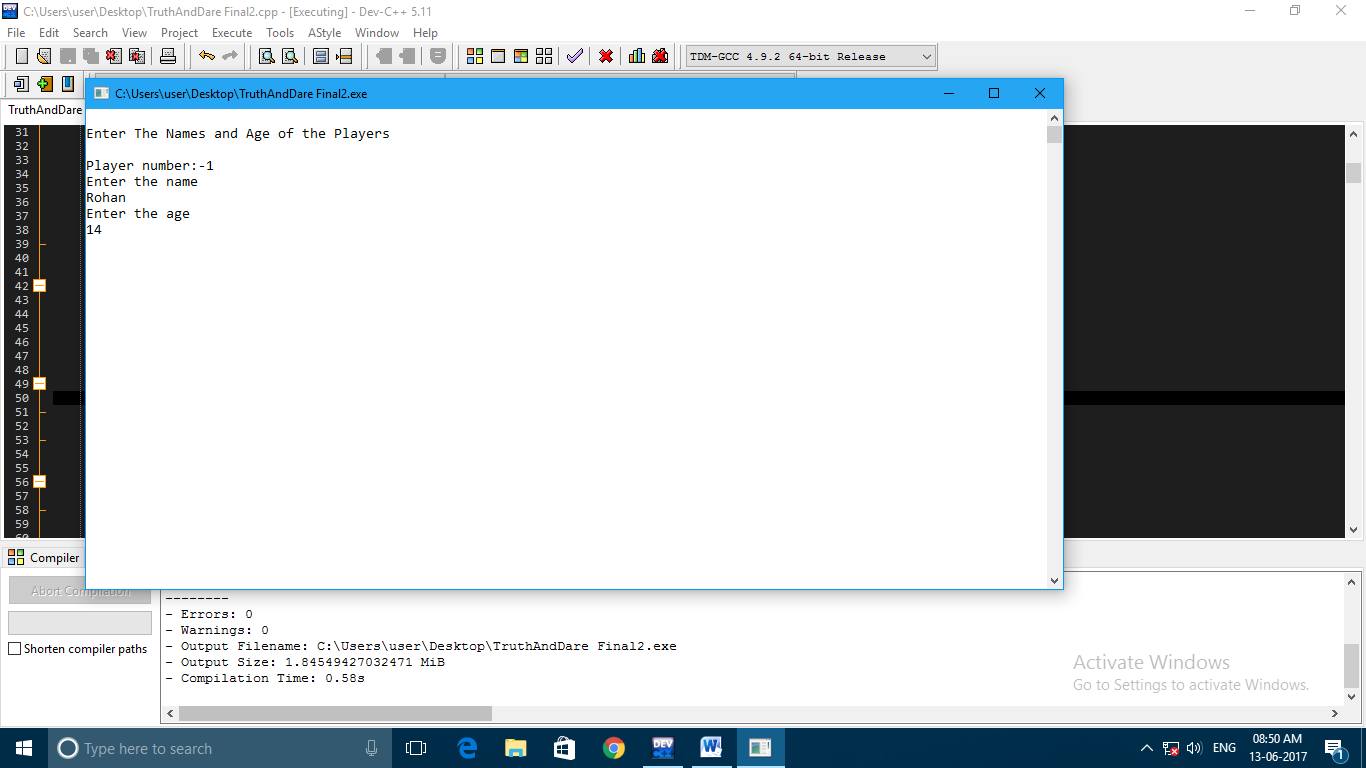 C:\Users\user\Desktop\TruthAndDare Final2.cpp - [Executing] - Dev-C++ 5.11
File Edit Search View Project Execute Tools AStyle Window Help
TDM-GCC 4.9.2 64-bit Release
C:\Users\user\Desktop\TruthAndDare Final2.exe
TruthAndDare
Enter The Names and Age of the Players
Player number:-1
Enter the name
Rohan
Enter the age
14
31
32
33
34
35
36
37
38
39
40
41
42
43
44
45
46
47
48
49
50
51
52
53
54
55
56
57
58
59
60
Compiler
Abort Compilation
Shorten compiler paths
--------
- Errors: 0
- Warnings: 0
- Output Filename: C:\Users\user\Desktop\TruthAndDare Final2.exe
- Output Size: 1.84549427032471 MiB
- Compilation Time: 0.58s
Activate Windows
Go to Settings to activate Windows.
Type here to search
DEV
W
ENG
08:50 AM
13-06-2017
1